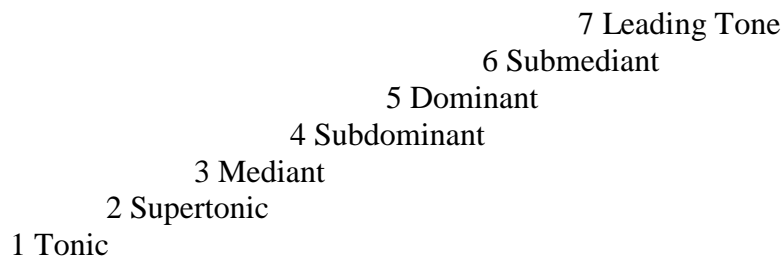 7 Leading Tone
6 Submediant
5 Dominant
4 Subdominant
3 Mediant
2 Supertonic
1 Tonic